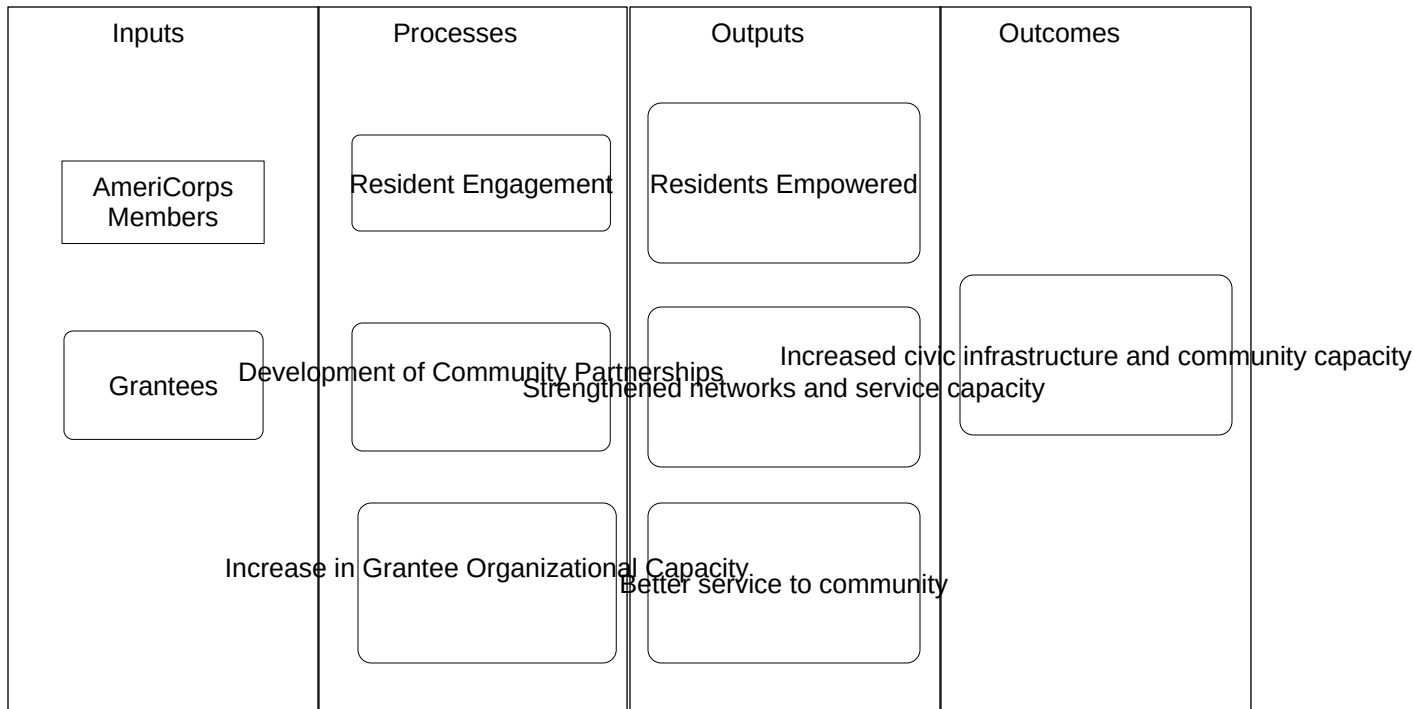 Inputs
Processes
Outputs
Outcomes
AmeriCorps
Members
Grantees
Resident Engagement
Development of Community Partnerships
Increase in Grantee Organizational Capacity
Residents Empowered
Strengthened networks and service capacity
Better service to community
Increased civic infrastructure and community capacity